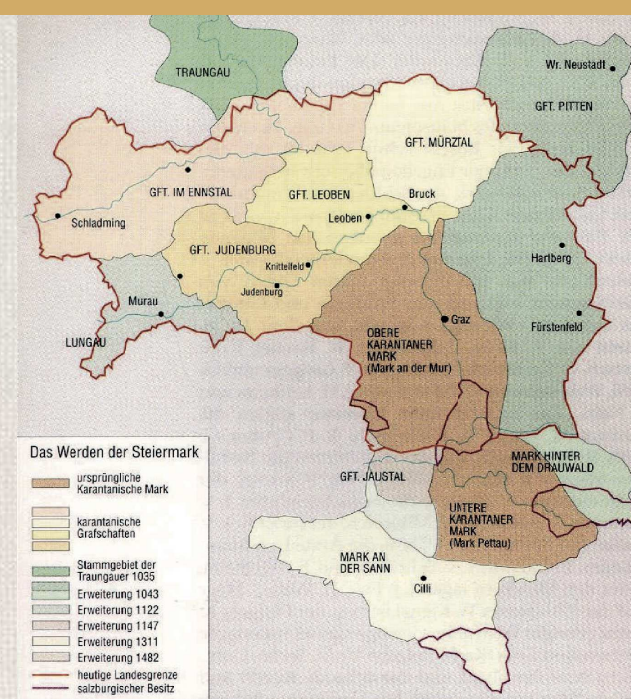 TRAUNGAU
Wr. Neustadt
GFT. PITTEN
GFT. MÜRZTAL
GFT. IM ENNSTAL
GFT. LEOBEN
Bruck
Schladming
Leoben
GFT. JUDENBURG
Hartberg
Knittelfeld
Judenburg
Murau
Graz
Fürstenfeld
LUNGAU
OBERE
KARANTANER
MARK
(Mark an der Mur)
MARK HINTER
DEM DRAUWALD
GFT. JAUSTAL
UNTERE
KARANTANER
MARK
(Mark Pettau)
MARK AN
DER SANN
Cilli
Das Werden der Steiermark
ursprüngliche
Karantanische Mark
karantanische
Grafschaften
Stammgebiet der
Traungauer 1035
Erweiterung 1043
Erweiterung 1122
Erweiterung 1147
Erweiterung 1311
Erweiterung 1482
heutige Landesgrenze
salzburgischer Besitz